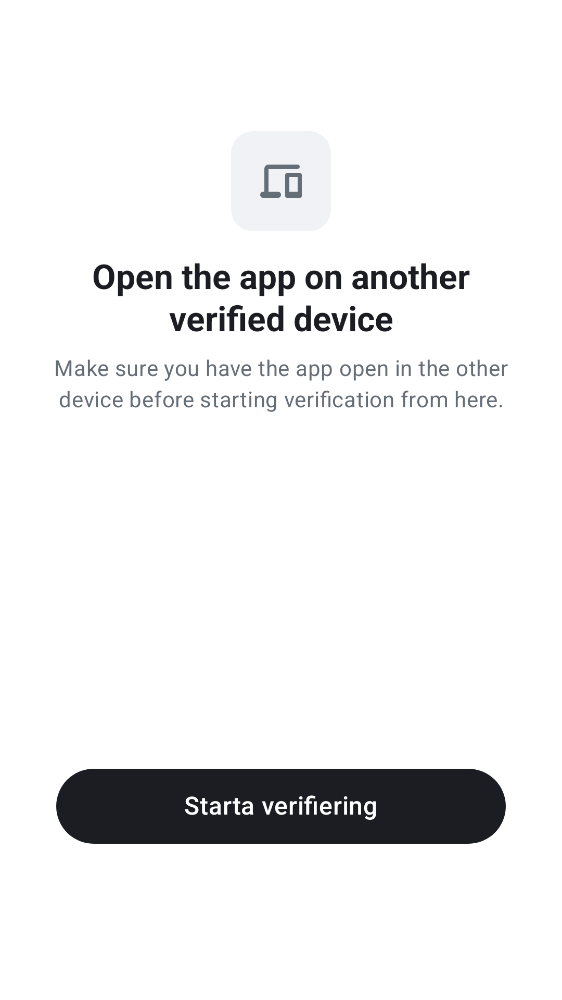 Open the app on another
verified device
Make sure you have the app open in the other
device before starting verification from here.
Starta verifiering